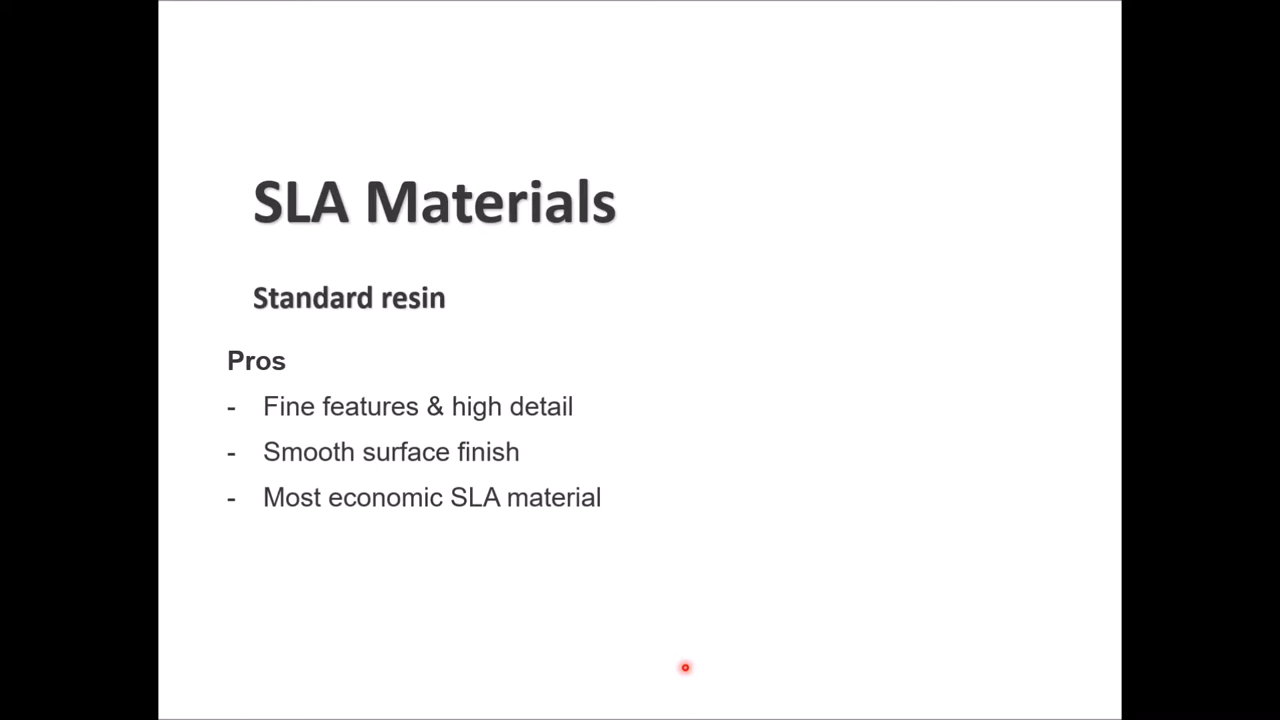 SLA Materials
Standard resin
Pros
- Fine features & high detail
- Smooth surface finish
- Most economic SLA material